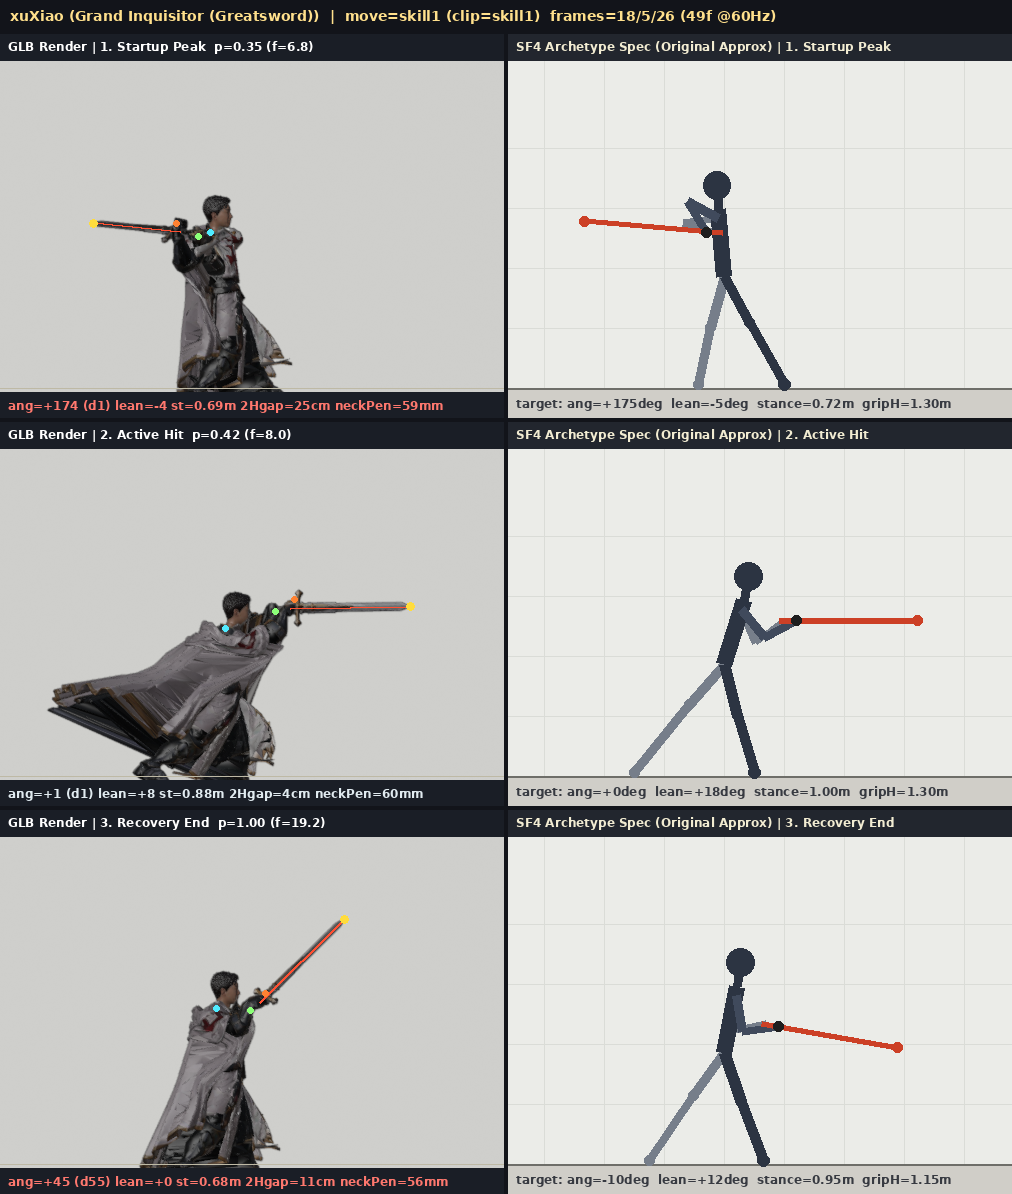 xuXiao (Grand Inquisitor (Greatsword)) | move=skill1 (clip=skill1) frames=18/5/26 (49f @60Hz)
GLB Render | 1. Startup Peak p=0.35 (f=6.8)
SF4 Archetype Spec (Original Approx) | 1. Startup Peak
ang=+174 (d1) lean=-4 st=0.69m 2Hgap=25cm neckPen=59mm
target: ang=+175deg lean=-5deg stance=0.72m gripH=1.30m
GLB Render | 2. Active Hit p=0.42 (f=8.0)
SF4 Archetype Spec (Original Approx) | 2. Active Hit
ang=+1 (d1) lean=+8 st=0.88m 2Hgap=4cm neckPen=60mm
target: ang=+0deg lean=+18deg stance=1.00m gripH=1.30m
GLB Render | 3. Recovery End p=1.00 (f=19.2)
SF4 Archetype Spec (Original Approx) | 3. Recovery End
ang=+45 (d55) lean=+0 st=0.68m 2Hgap=11cm neckPen=56mm
target: ang=-10deg lean=+12deg stance=0.95m gripH=1.15m